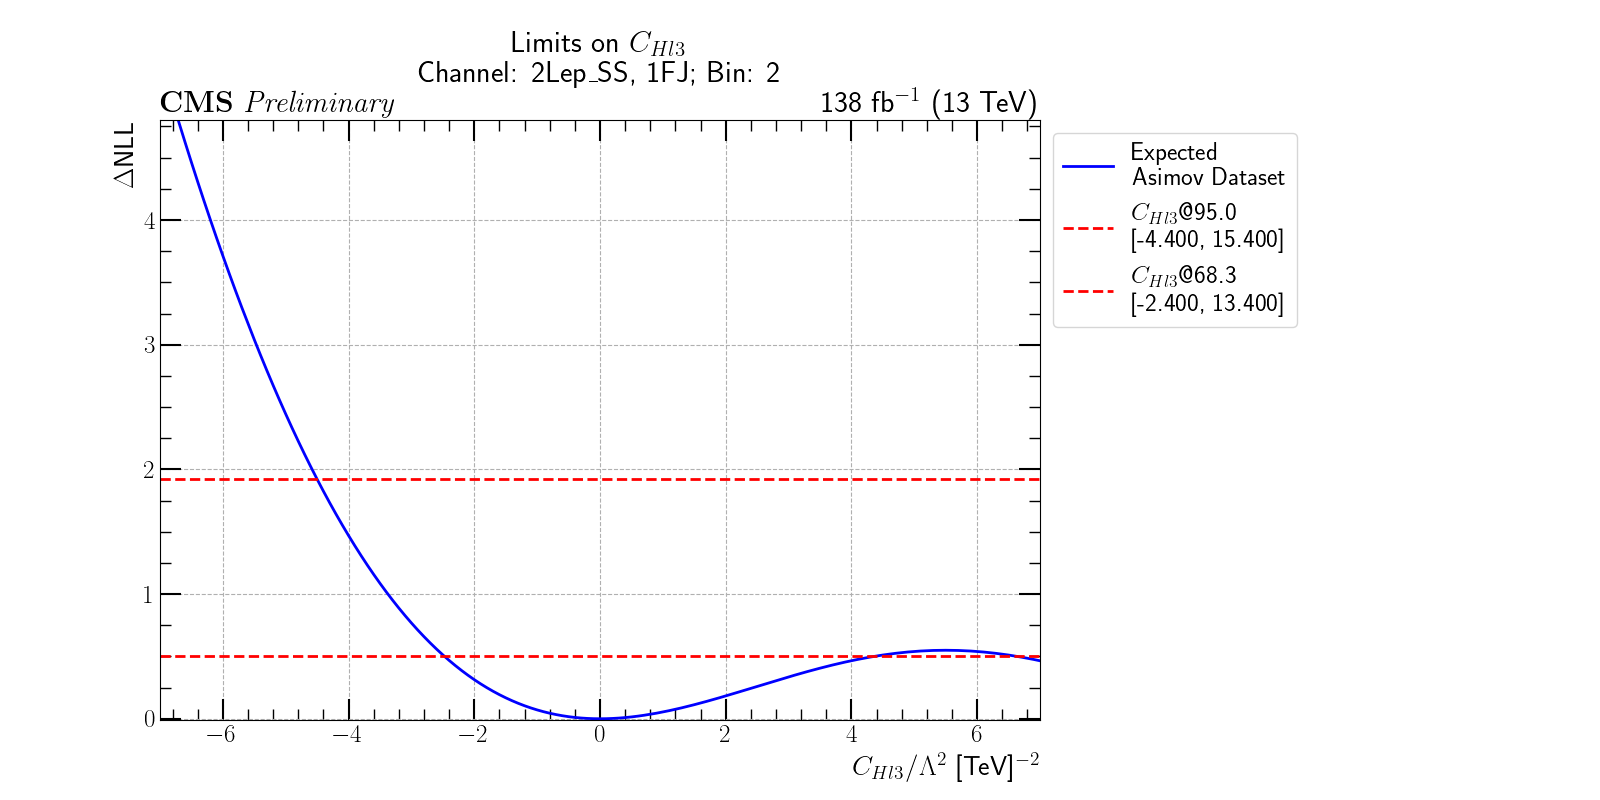 Limits on C_{Hl3}
Channel: 2Lep_SS, 1FJ; Bin: 2
CMS Preliminary
138 fb⁻¹ (13 TeV)
ΔNLL
4
3
2
1
0
−6 −4 −2 0 2 4 6
C_{Hl3}/Λ² [TeV]⁻²
Expected
Asimov Dataset
C_{Hl3}@95.0
[-4.400, 15.400]
C_{Hl3}@68.3
[-2.400, 13.400]